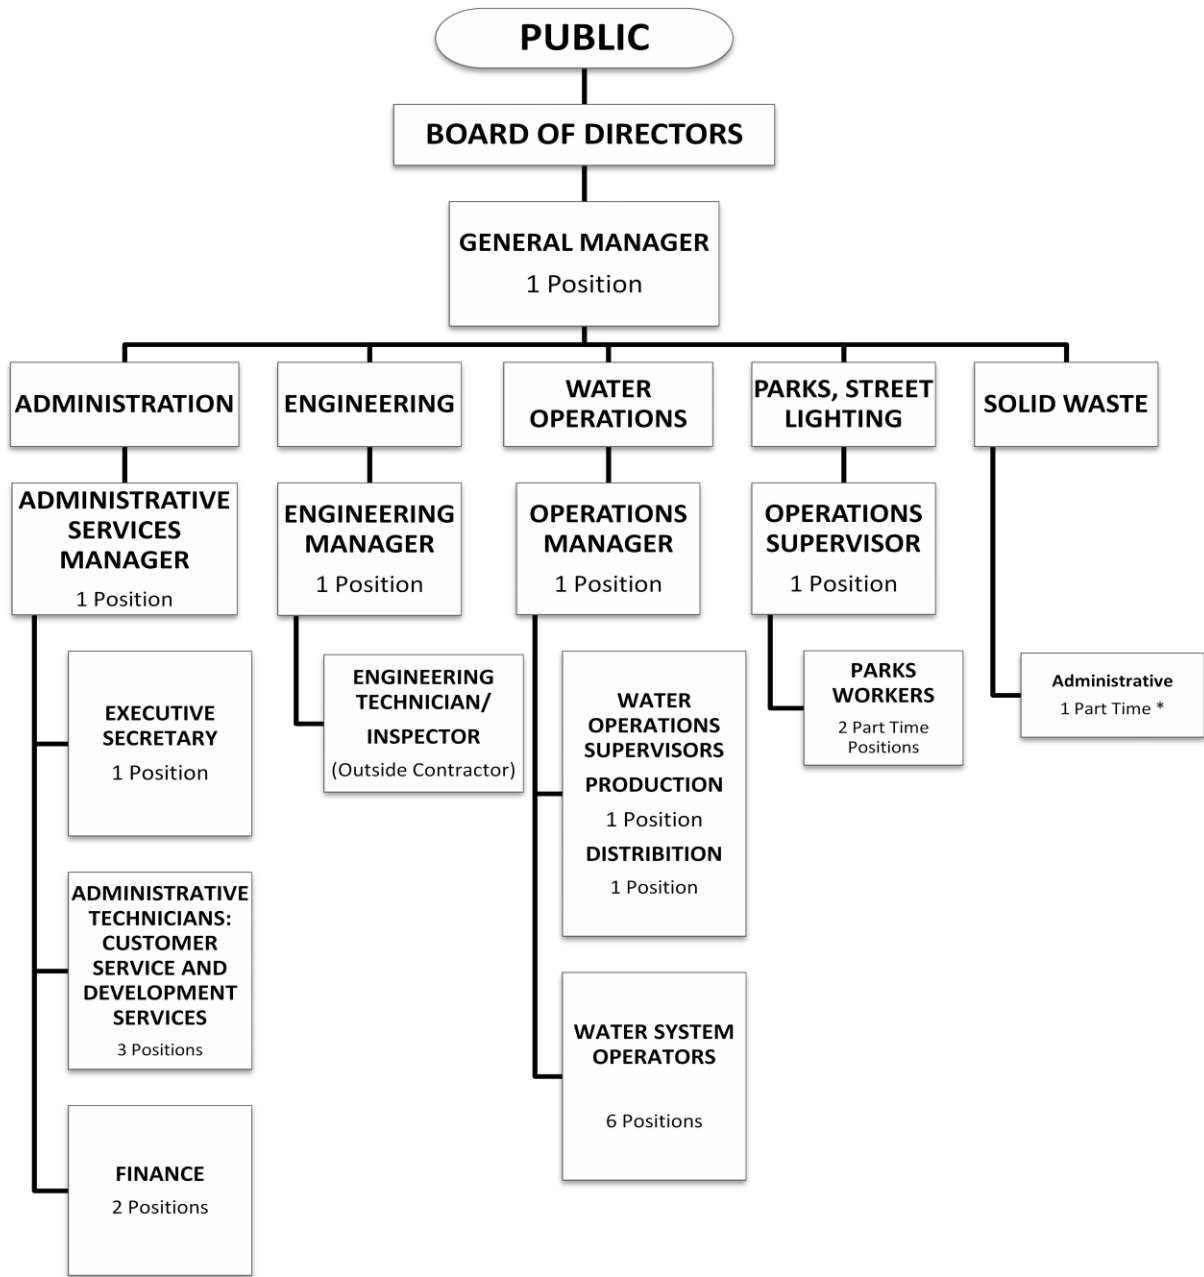 PUBLIC
BOARD OF DIRECTORS
GENERAL MANAGER
1 Position
ADMINISTRATION
ENGINEERING
WATER
OPERATIONS
PARKS, STREET
LIGHTING
SOLID WASTE
ADMINISTRATIVE
SERVICES
MANAGER
1 Position
ENGINEERING
MANAGER
1 Position
OPERATIONS
MANAGER
1 Position
OPERATIONS
SUPERVISOR
1 Position
EXECUTIVE
SECRETARY
1 Position
ENGINEERING
TECHNICIAN/
INSPECTOR
(Outside Contractor)
WATER
OPERATIONS
SUPERVISORS
PRODUCTION
1 Position
DISTRIBITION
1 Position
PARKS
WORKERS
2 Part Time
Positions
Administrative
1 Part Time *
ADMINISTRATIVE
TECHNICIANS:
CUSTOMER
SERVICE AND
DEVELOPMENT
SERVICES
3 Positions
WATER SYSTEM
OPERATORS
6 Positions
FINANCE
2 Positions